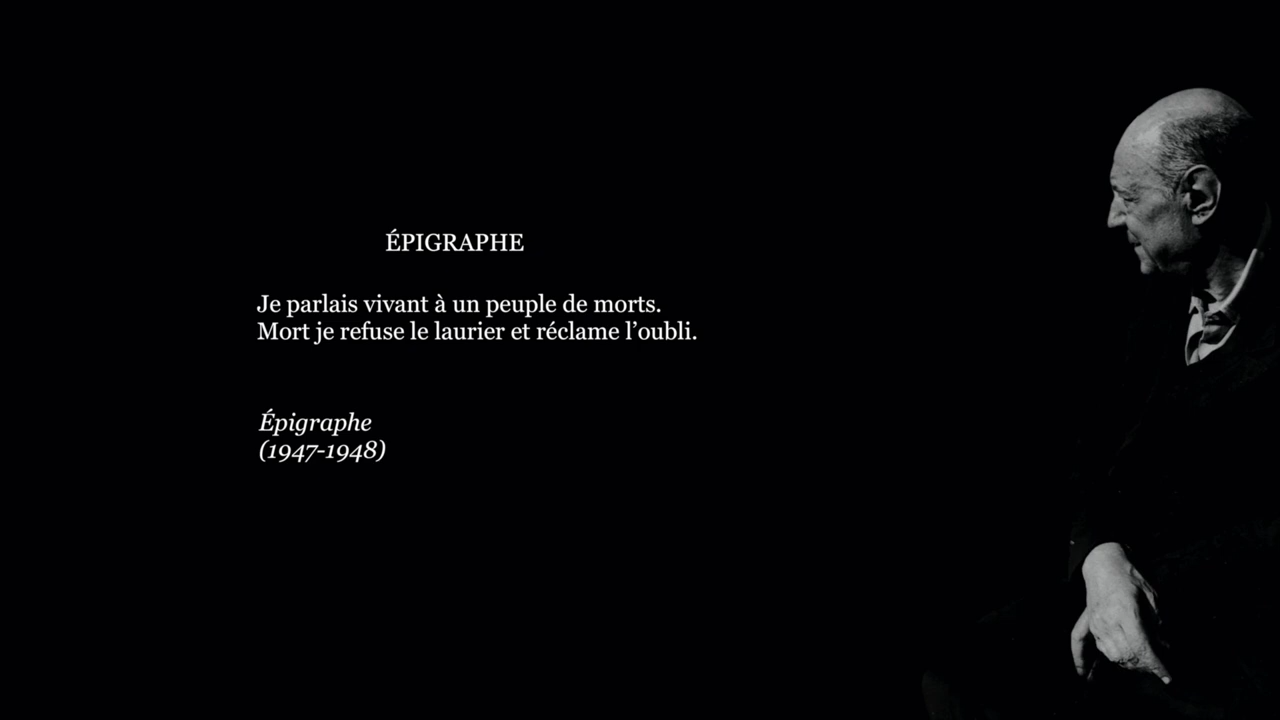 ÉPIGRAPHE
Je parlais vivant à un peuple de morts.
Mort je refuse le laurier et réclame l’oubli.
Épigraphe
(1947-1948)